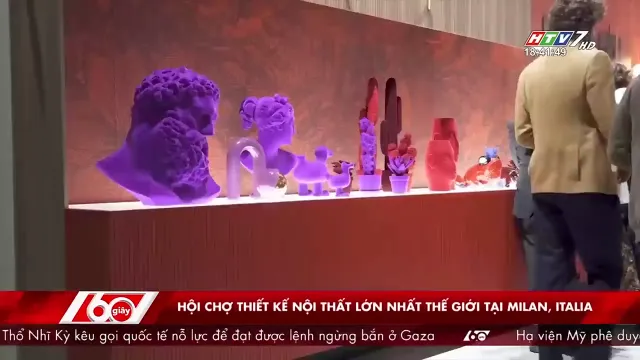 HTV7 HD
18:41:49
60 giây
HỘI CHỢ THIẾT KẾ NỘI THẤT LỚN NHẤT THẾ GIỚI TẠI MILAN, ITALIA
Thổ Nhĩ Kỳ kêu gọi quốc tế nỗ lực để đạt được lệnh ngừng bắn ở Gaza 60 Hạ viện Mỹ phê duy